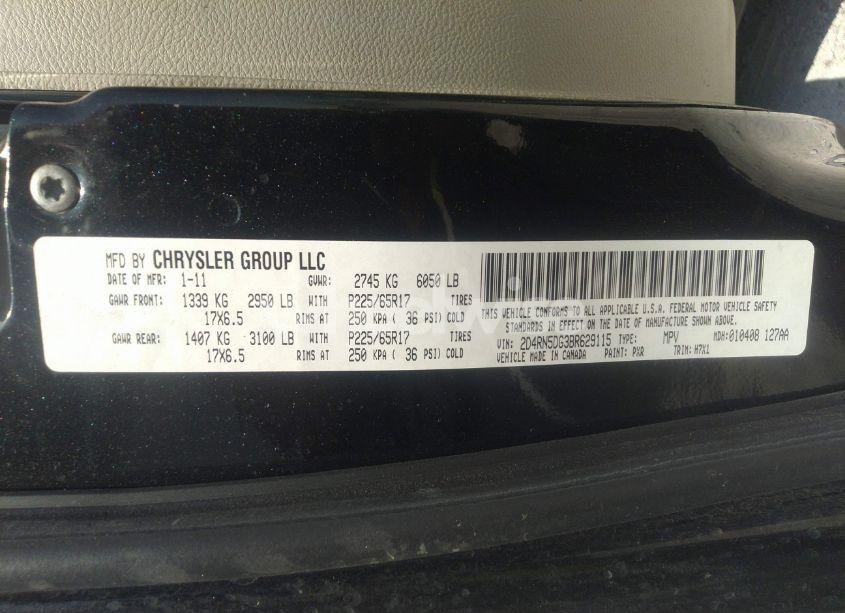 MFD BY CHRYSLER GROUP LLC
DATE OF MFR: 1-11 GVWR: 2745 KG 6050 LB
GAWR FRONT: 1339 KG 2950 LB WITH P225/65R17 TIRES
17X6.5 RIMS AT 250 KPA ( 36 PSI) COLD
GAWR REAR: 1407 KG 3100 LB WITH P225/65R17 TIRES
17X6.5 RIMS AT 250 KPA ( 36 PSI) COLD
THIS VEHICLE CONFORMS TO ALL APPLICABLE U.S.A. FEDERAL MOTOR VEHICLE SAFETY
STANDARDS IN EFFECT ON THE DATE OF MANUFACTURE SHOWN ABOVE.
VIN: 2D4RN5DG3BR629115 TYPE: MPV MDH: 010408 127AA
VEHICLE MADE IN CANADA PAINT: PXR TRIM: H7X1